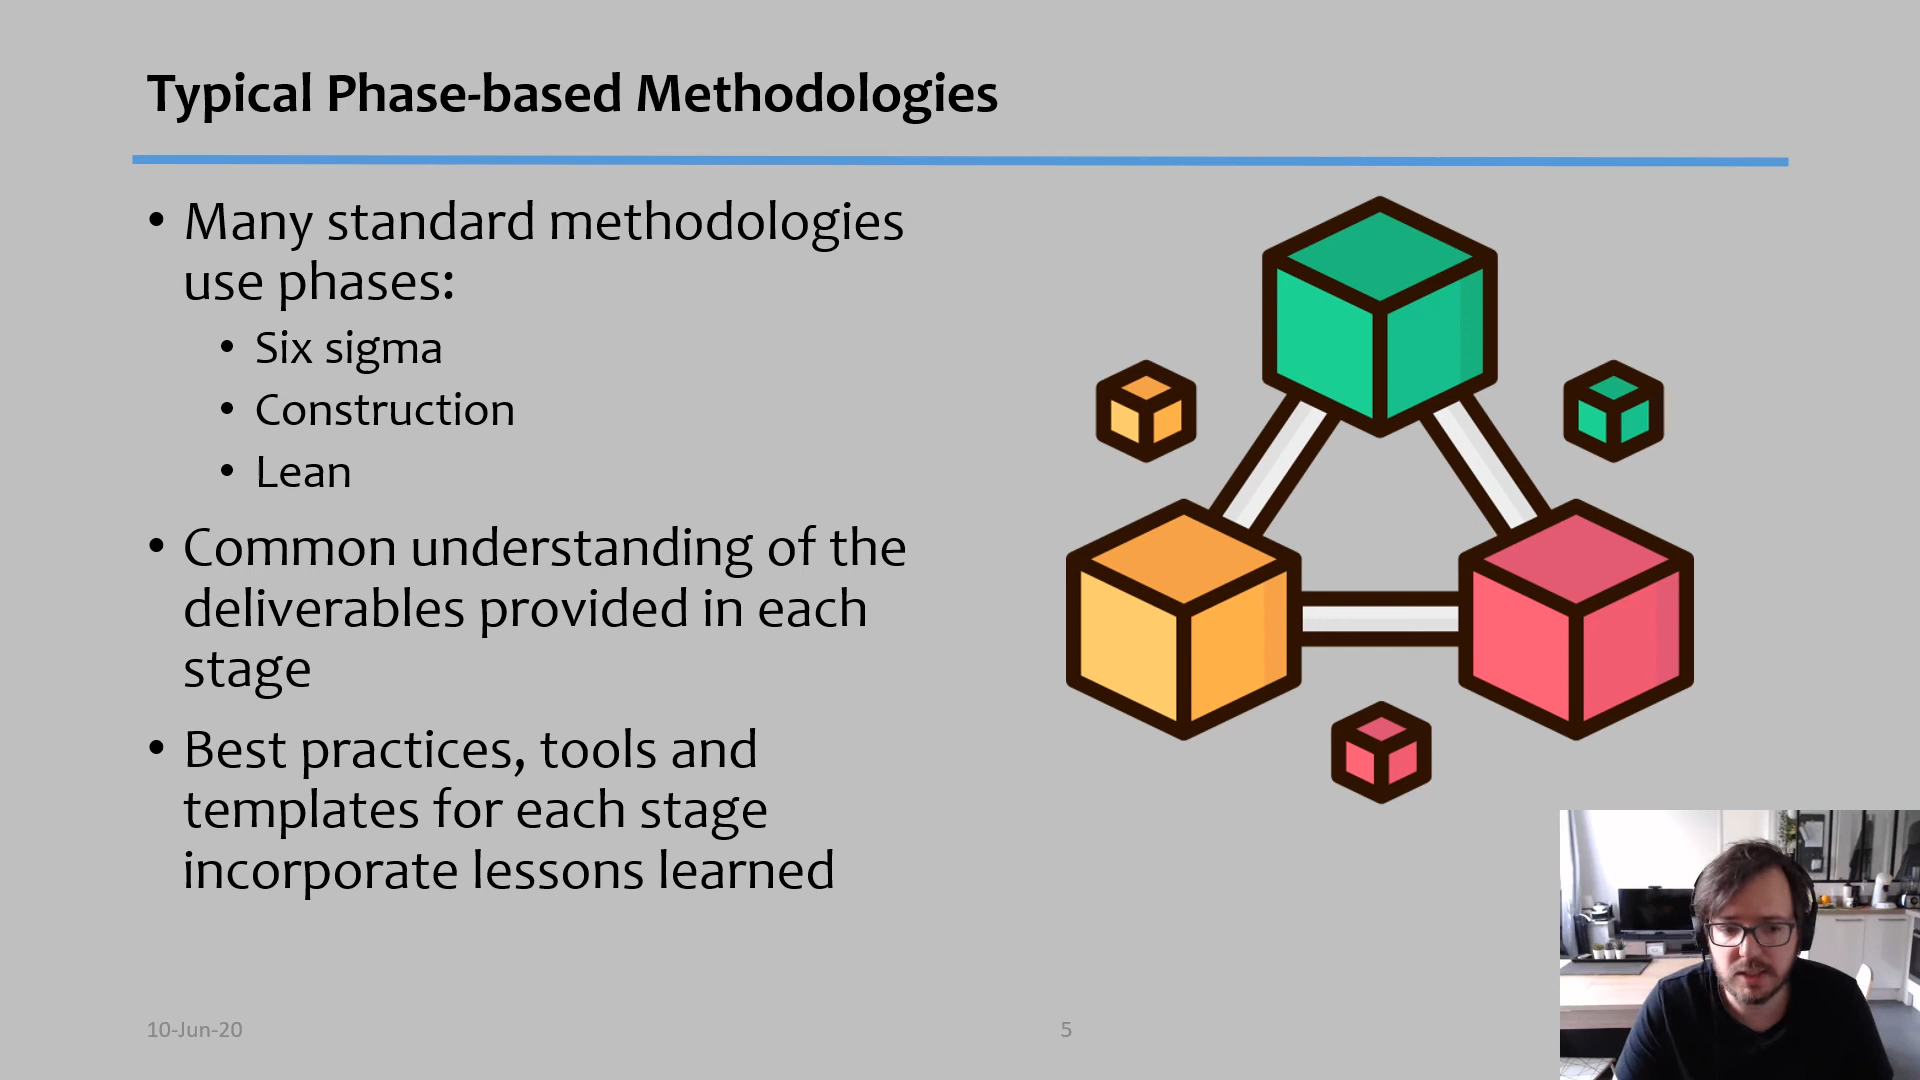 Typical Phase-based Methodologies
• Many standard methodologies
use phases:
• Six sigma
• Construction
• Lean
• Common understanding of the
deliverables provided in each
stage
• Best practices, tools and
templates for each stage
incorporate lessons learned
10-Jun-20
5